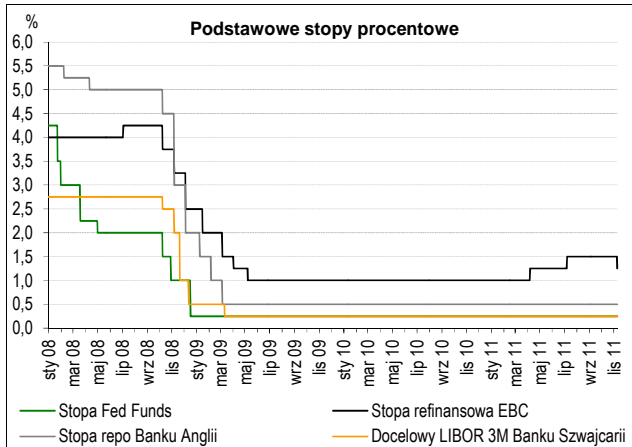 %
Podstawowe stopy procentowe
6,0
5,5
5,0
4,5
4,0
3,5
3,0
2,5
2,0
1,5
1,0
0,5
0,0
sty 08
mar 08
maj 08
lip 08
wrz 08
lis 08
sty 09
mar 09
maj 09
lip 09
wrz 09
lis 09
sty 10
mar 10
maj 10
lip 10
wrz 10
lis 10
sty 11
mar 11
maj 11
lip 11
wrz 11
lis 11
Stopa Fed Funds
Stopa refinansowa EBC
Stopa repo Banku Anglii
Docelowy LIBOR 3M Banku Szwajcarii